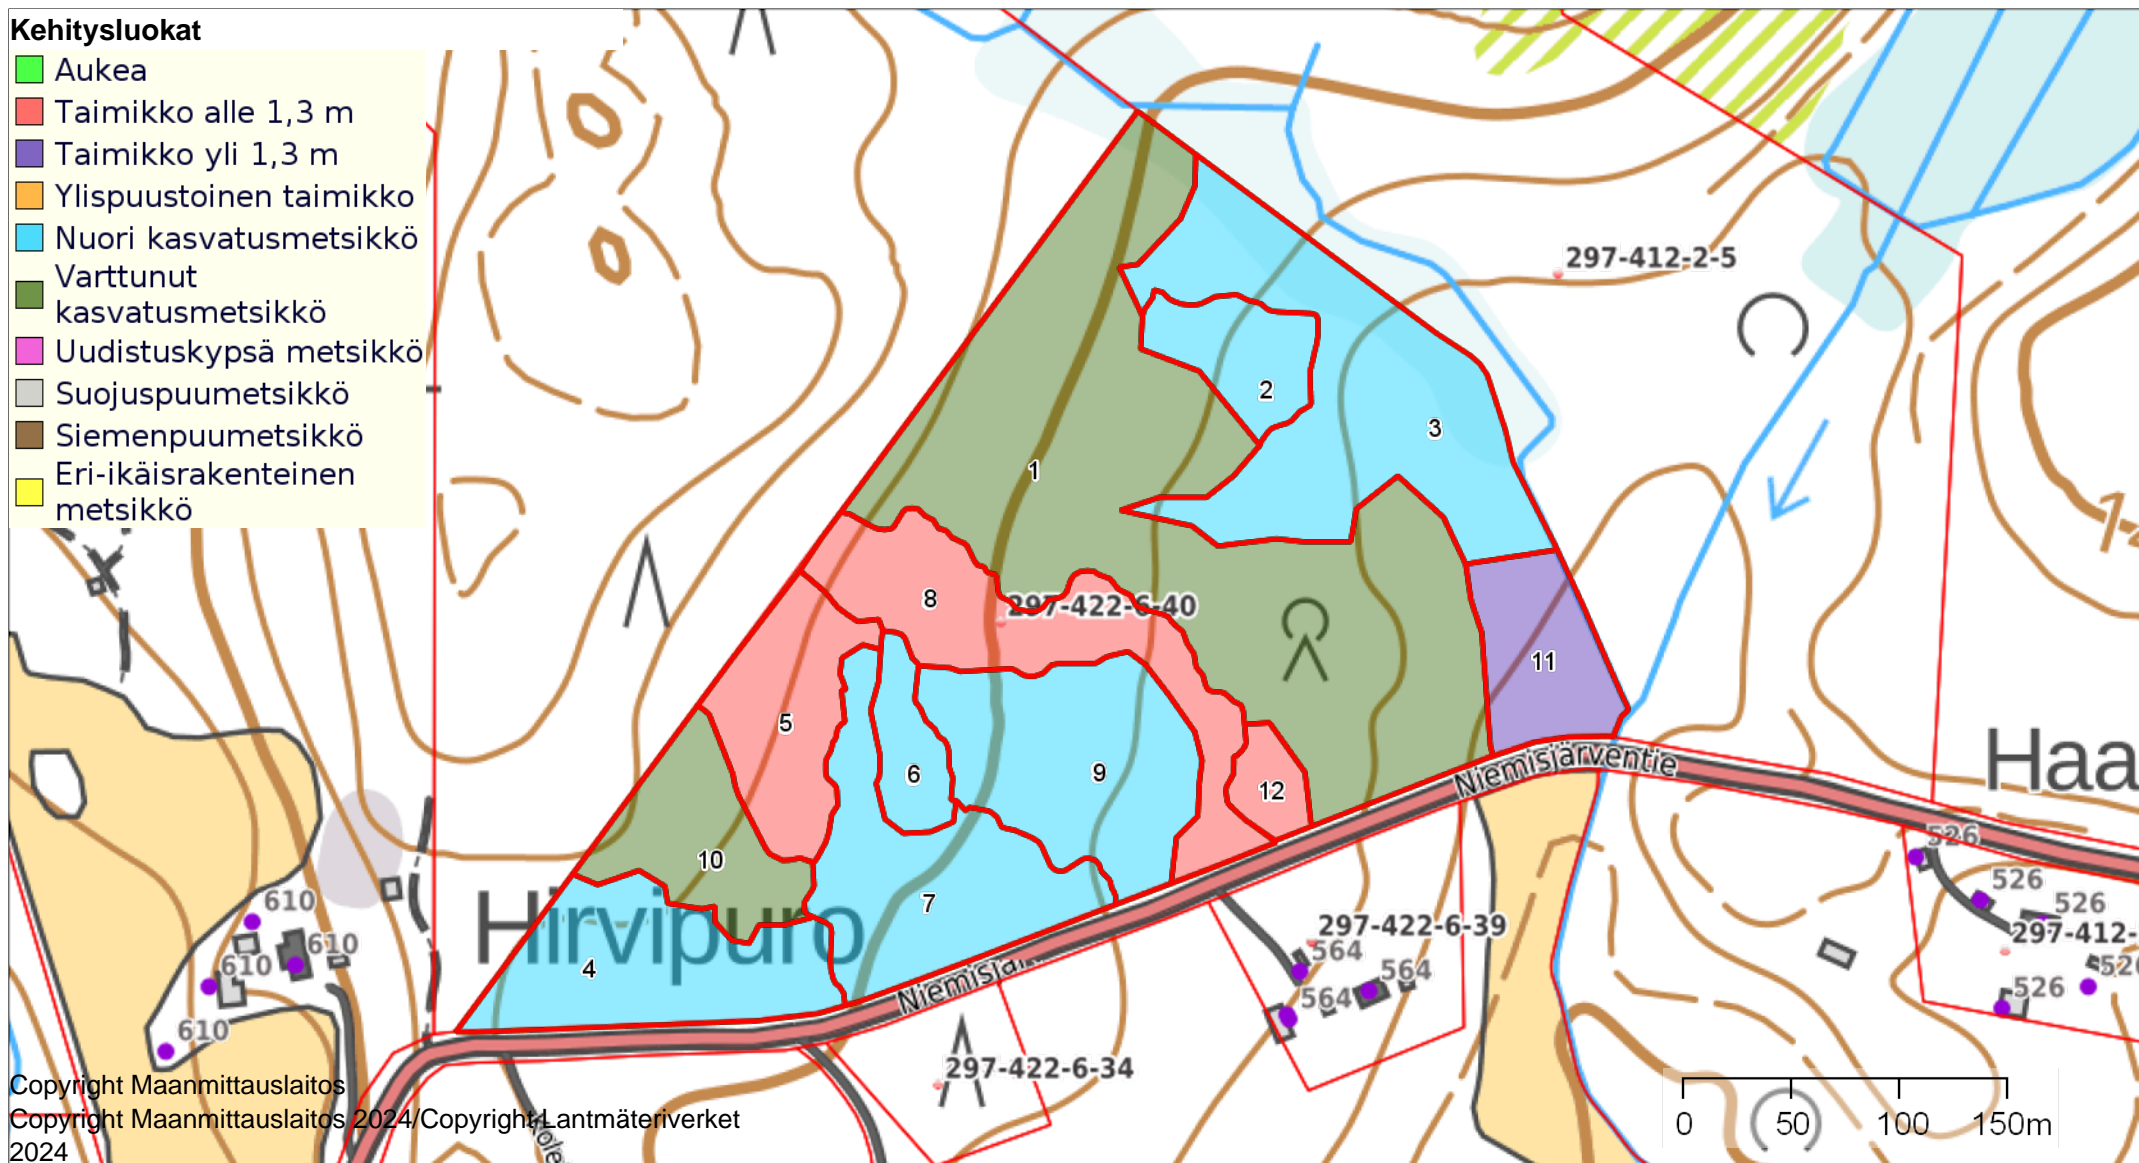 Kehitysluokat
Aukea
Taimikko alle 1,3 m
Taimikko yli 1,3 m
Ylispuustoinen taimikko
Nuori kasvatusmetsikkö
Varttunut
kasvatusmetsikkö
Uudistuskypsä metsikkö
Suojuspuumetsikkö
Siemenpuumetsikkö
Eri-ikäisrakenteinen
metsikkö
297-412-2-5
1
2
3
297-422-6-40
8
5
6
9
11
12
10
7
4
Hirvipuro
Niemisjärventie
Haa
Niemisjär
610
610
610
610
526
526
526
297-412-
526
526
297-422-6-39
564
564
564
297-422-6-34
Copyright Maanmittauslaitos
Copyright Maanmittauslaitos 2024/Copyright Lantmäteriverket
2024
0 50 100 150m